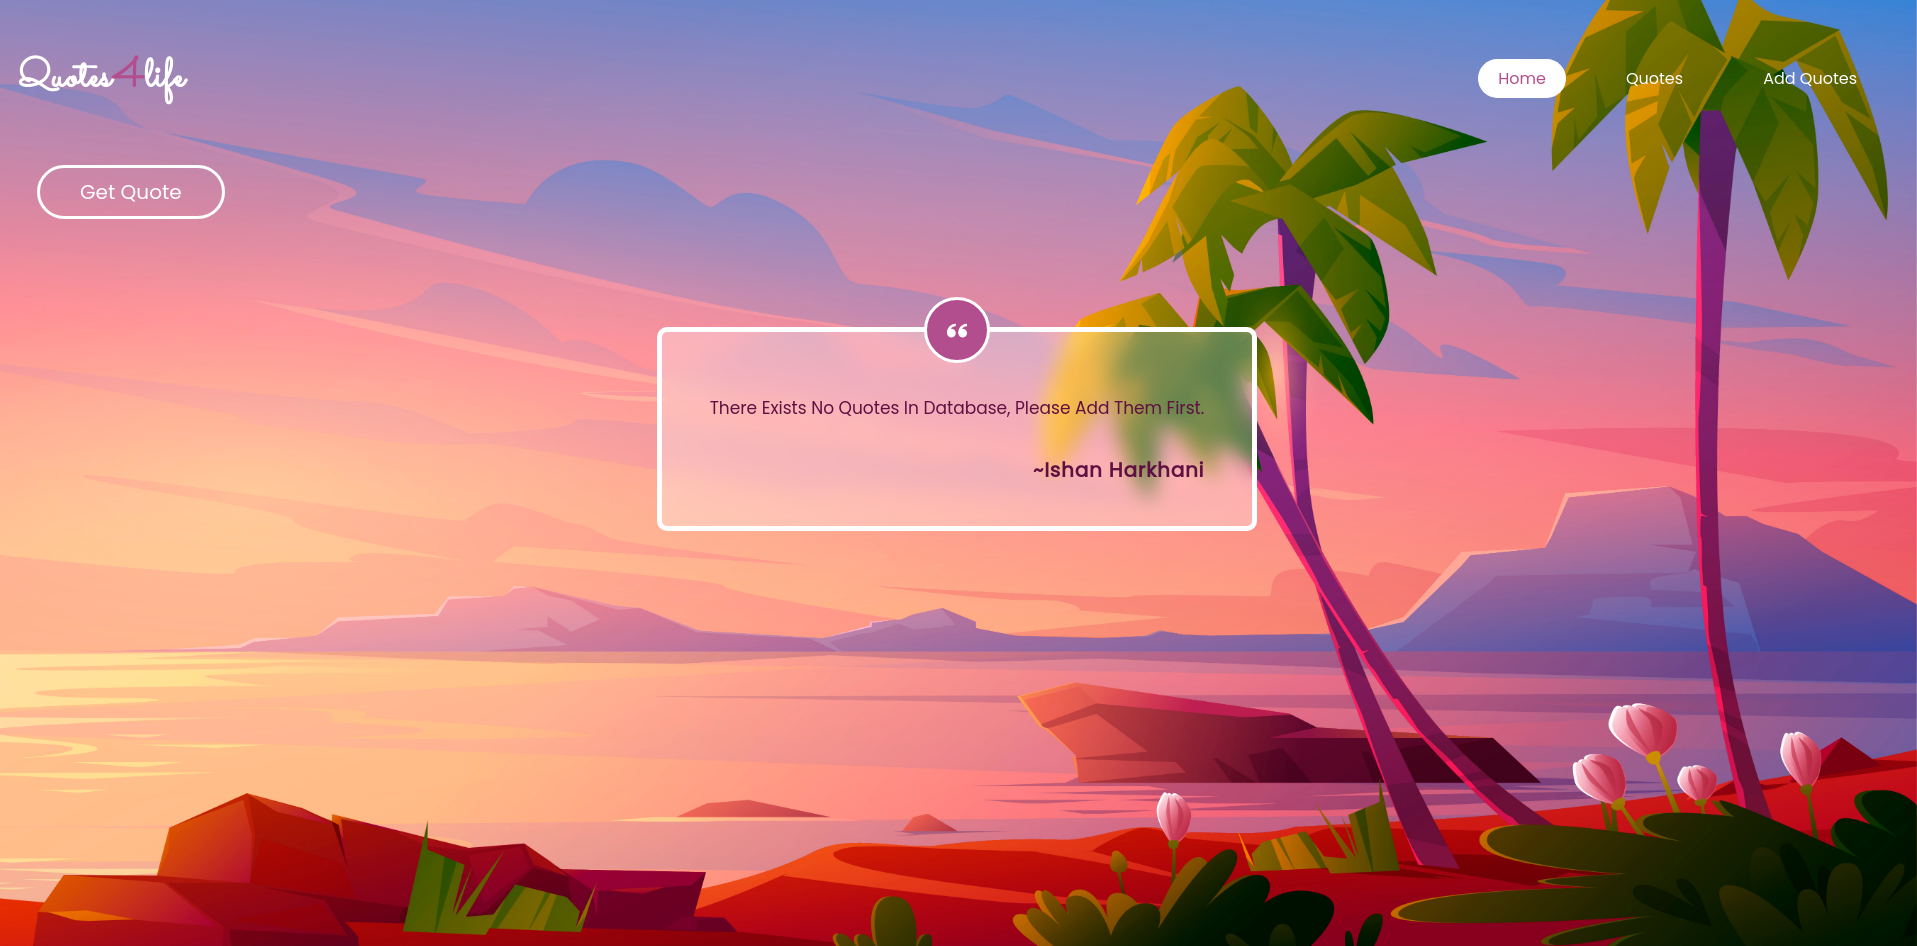 Quotes4life
Home
Quotes
Add Quotes
Get Quote
“
There Exists No Quotes In Database, Please Add Them First.
~Ishan Harkhani